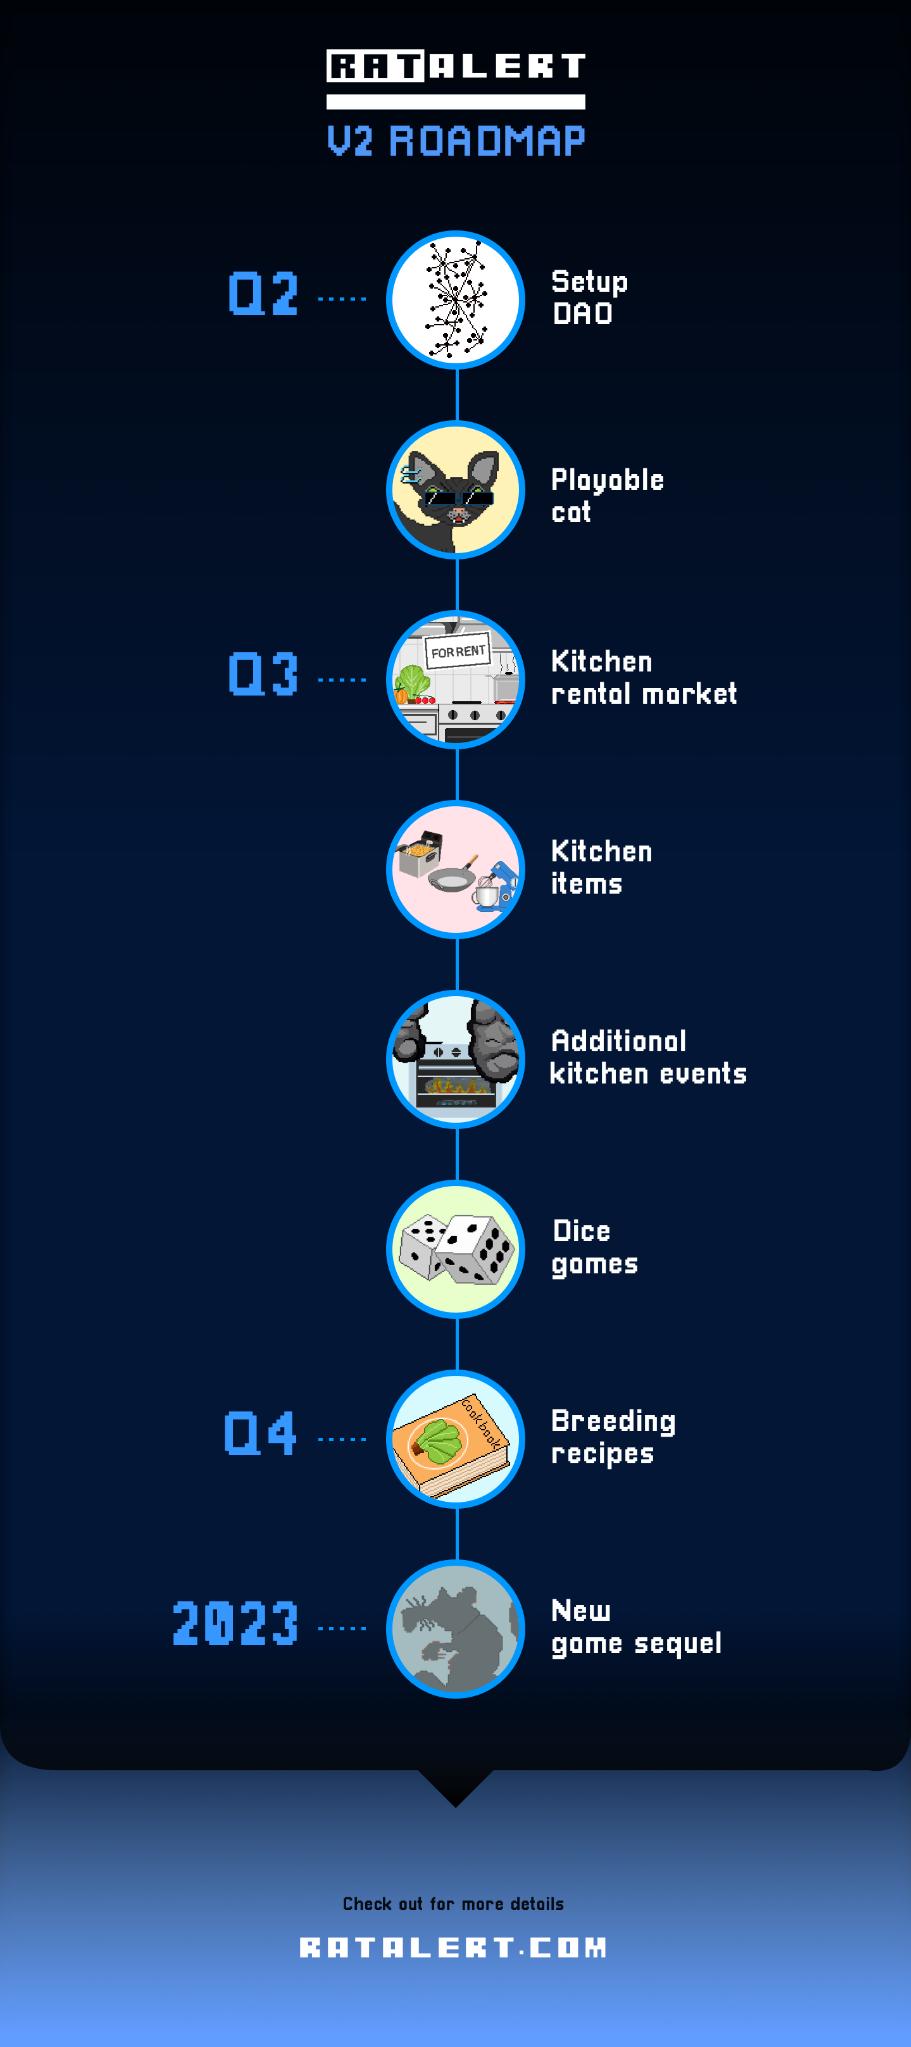 RATALERT
V2 ROADMAP
Q2
Setup
DAO
Playable
cat
Q3
FOR RENT
Kitchen
rental market
Kitchen
items
Additional
kitchen events
Dice
games
Q4
cookbook
Breeding
recipes
2023
New
game sequel
Check out for more details
RATALERT.COM